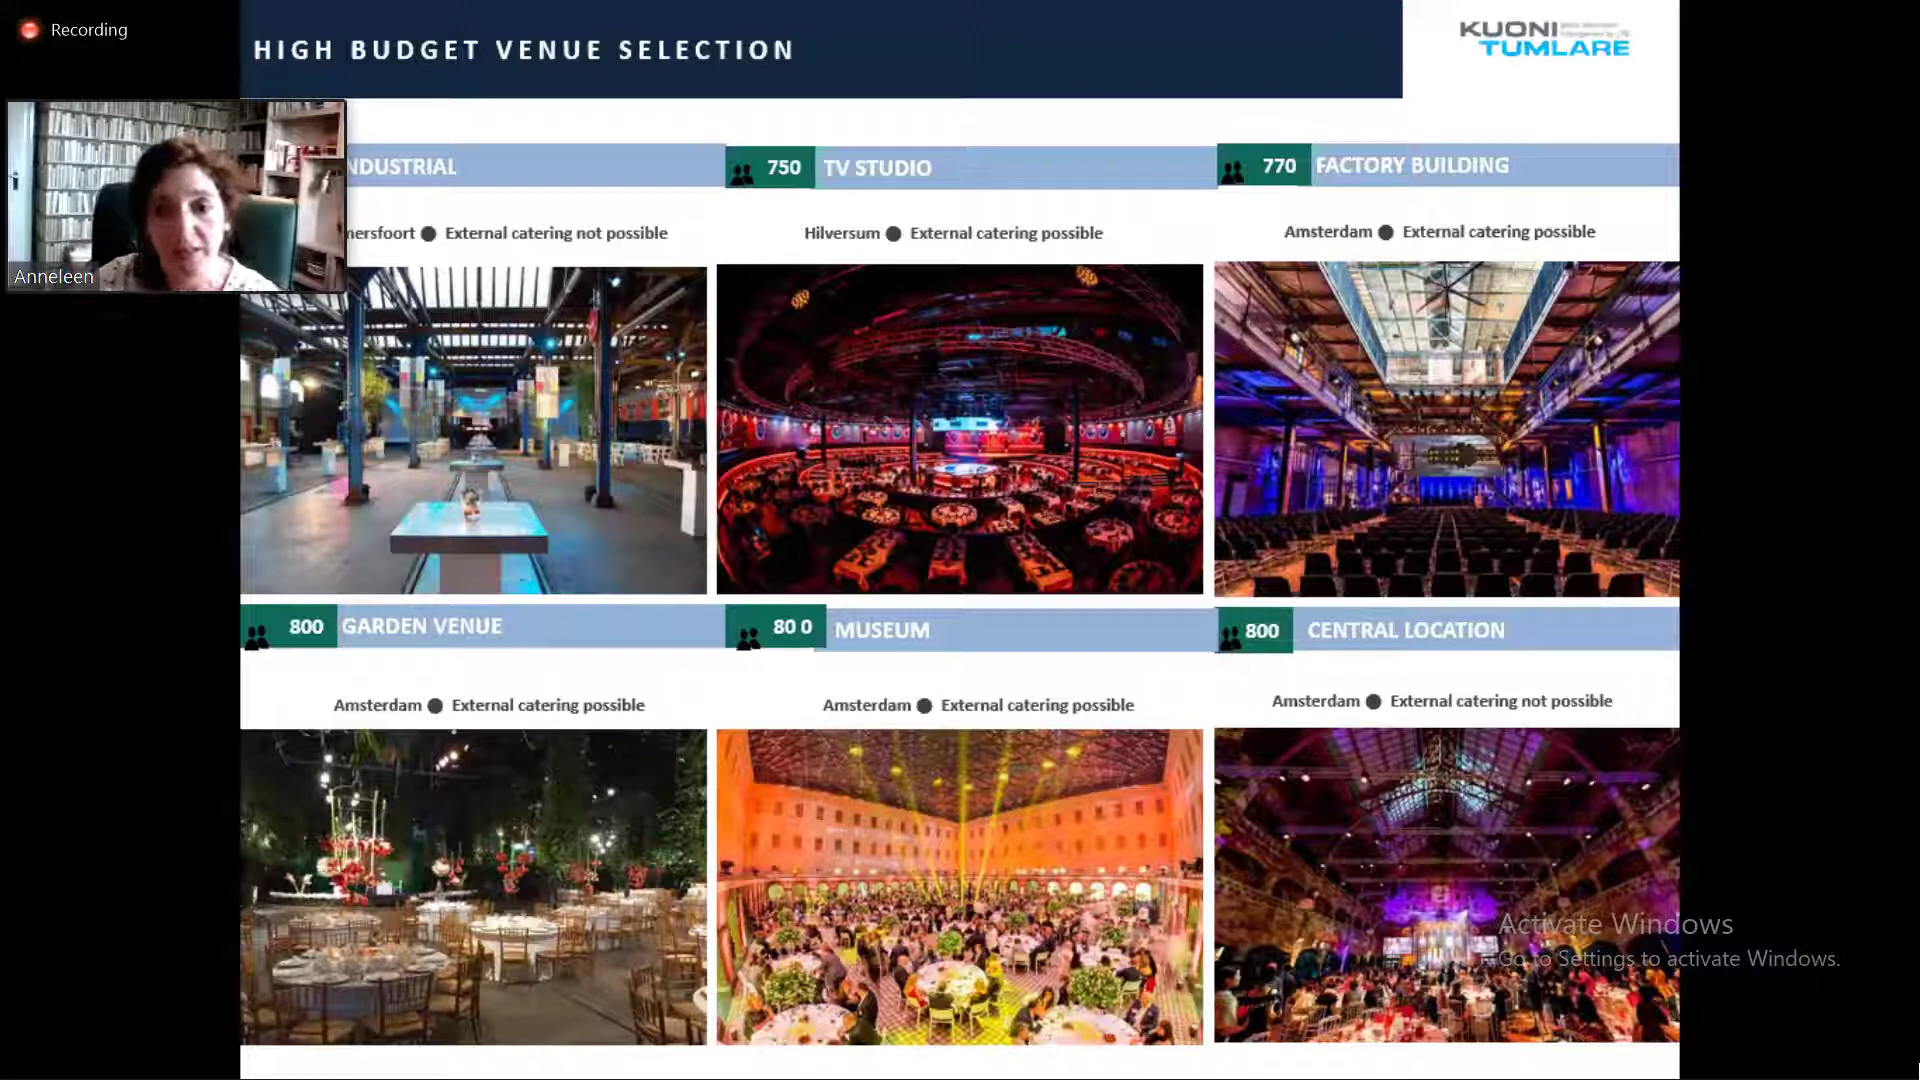 Recording
HIGH BUDGET VENUE SELECTION
KUONI
TUMLARE
Anneleen
NDUSTRIAL
750 TV STUDIO
770 FACTORY BUILDING
nersfoort ● External catering not possible
Hilversum ● External catering possible
Amsterdam ● External catering possible
800 GARDEN VENUE
80 0 MUSEUM
800 CENTRAL LOCATION
Amsterdam ● External catering possible
Amsterdam ● External catering possible
Amsterdam ● External catering not possible
Activate Windows
Go to Settings to activate Windows.